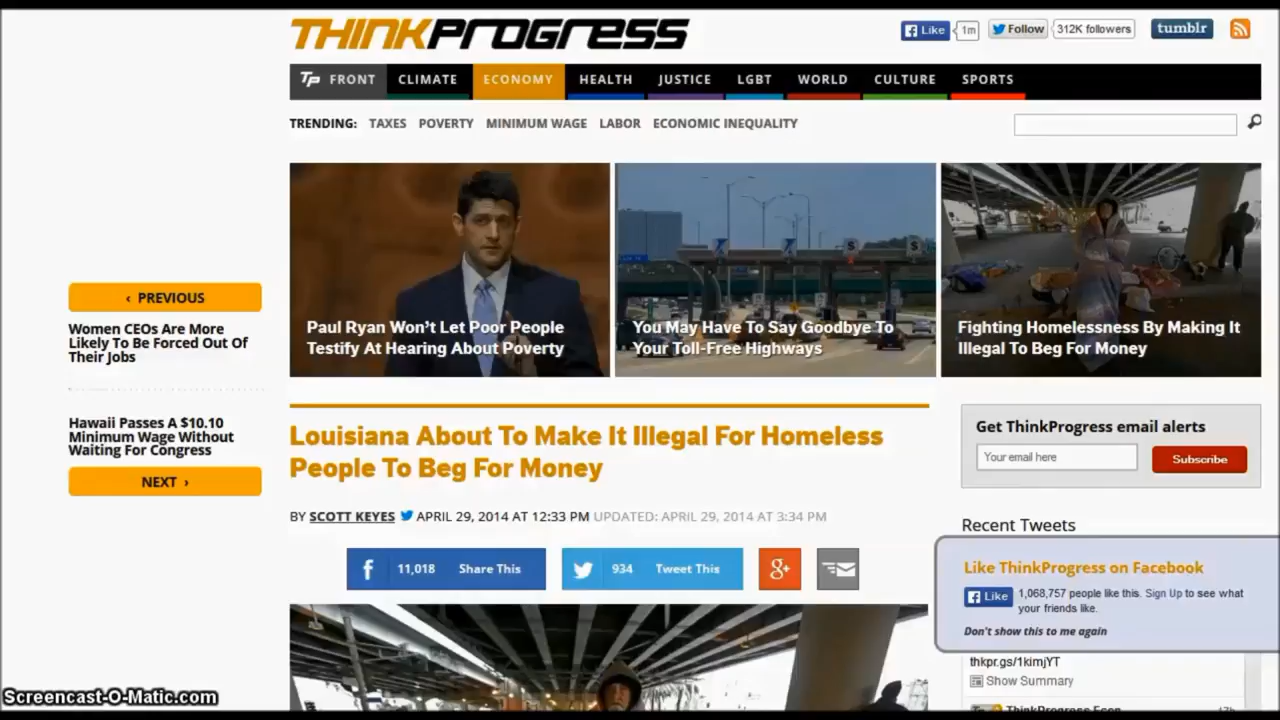 THINKPROGRESS
Like 1m
Follow 312K followers
tumblr
TP FRONT CLIMATE ECONOMY HEALTH JUSTICE LGBT WORLD CULTURE SPORTS
TRENDING: TAXES POVERTY MINIMUM WAGE LABOR ECONOMIC INEQUALITY
Paul Ryan Won't Let Poor People
Testify At Hearing About Poverty
You May Have To Say Goodbye To
Your Toll-Free Highways
Fighting Homelessness By Making It
Illegal To Beg For Money
‹ PREVIOUS
Women CEOs Are More
Likely To Be Forced Out Of
Their Jobs
Hawaii Passes A $10.10
Minimum Wage Without
Waiting For Congress
NEXT ›
Louisiana About To Make It Illegal For Homeless
People To Beg For Money
BY SCOTT KEYES APRIL 29, 2014 AT 12:33 PM UPDATED: APRIL 29, 2014 AT 3:34 PM
f 11,018 Share This
934 Tweet This
g+
Get ThinkProgress email alerts
Your email here
Subscribe
Recent Tweets
Like ThinkProgress on Facebook
Like 1,068,757 people like this. Sign Up to see what
your friends like.
Don't show this to me again
thkpr.gs/1kimjYT
Show Summary
ThinkProgress Econ 17h
Screencast-O-Matic.com